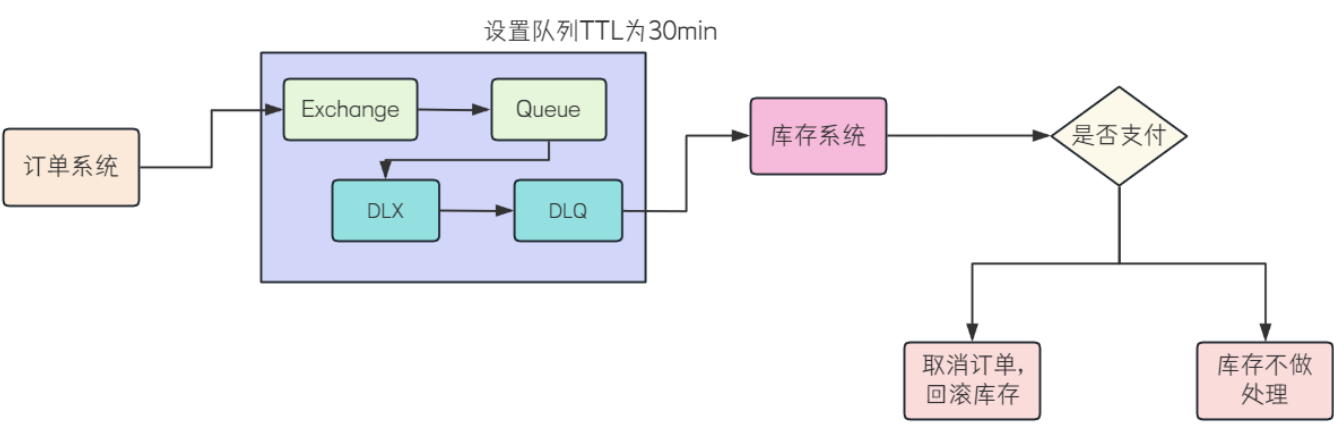 设置队列TTL为30min
Exchange
Queue
订单系统
DLX
DLQ
库存系统
是否支付
取消订单,
回滚库存
库存不做
处理